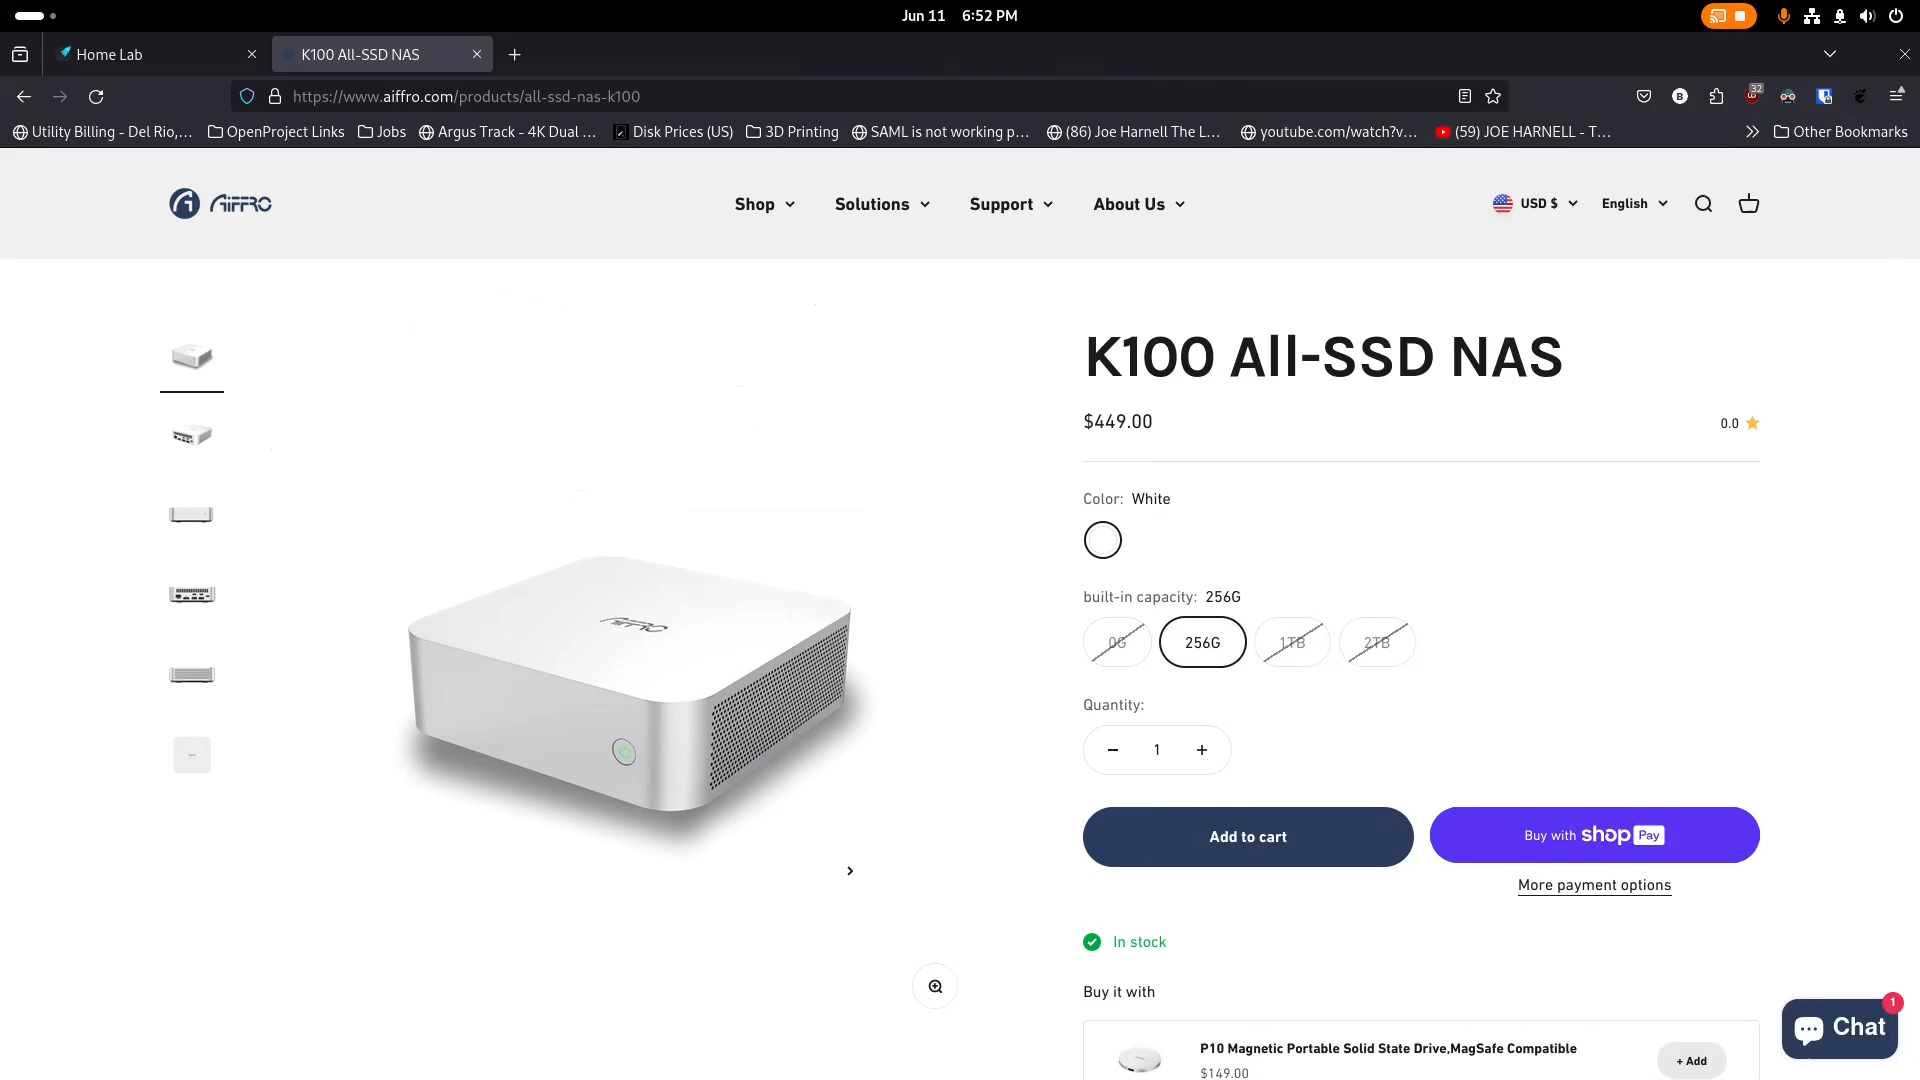 Jun 11 6:52 PM
Home Lab
K100 All-SSD NAS
https://www.aiffro.com/products/all-ssd-nas-k100
32
Utility Billing - Del Rio,... OpenProject Links Jobs Argus Track - 4K Dual ... Disk Prices (US) 3D Printing SAML is not working p... (86) Joe Harnell The L... youtube.com/watch?v... (59) JOE HARNELL - T... Other Bookmarks
AIFFRO
Shop Solutions Support About Us
USD $ English
K100 All-SSD NAS
$449.00
0.0
Color: White
built-in capacity: 256G
0G 256G 1TB 2TB
Quantity:
1
Add to cart
Buy with shop Pay
More payment options
In stock
Buy it with
P10 Magnetic Portable Solid State Drive,MagSafe Compatible
$149.00
+ Add
Chat
1
AIFFRO